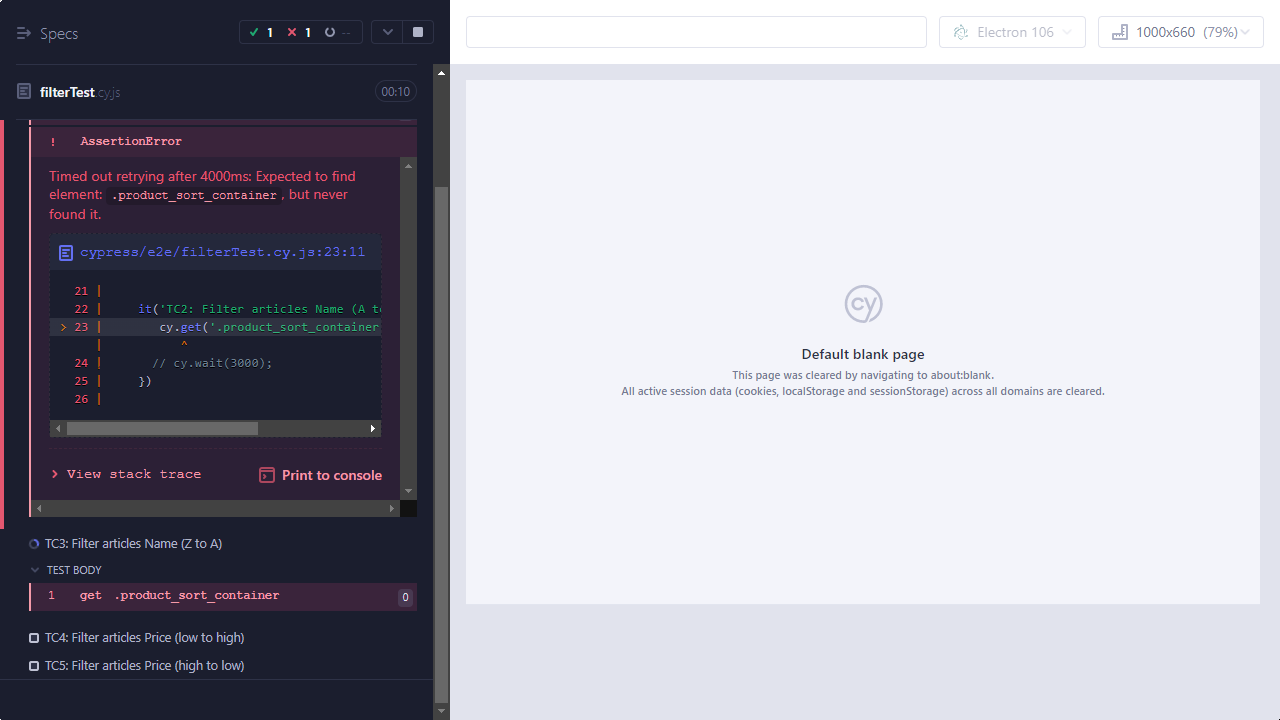 Specs
1
1
--
Electron 106
1000x660 (79%)
filterTest.cy.js
00:10
! AssertionError
Timed out retrying after 4000ms: Expected to find
element: .product_sort_container, but never
found it.
cypress/e2e/filterTest.cy.js:23:11
21 |
22 | it('TC2: Filter articles Name (A to
> 23 | cy.get('.product_sort_container
| ^
24 | // cy.wait(3000);
25 | })
26 |
View stack trace
Print to console
TC3: Filter articles Name (Z to A)
TEST BODY
1 get .product_sort_container 0
TC4: Filter articles Price (low to high)
TC5: Filter articles Price (high to low)
cy
Default blank page
This page was cleared by navigating to about:blank.
All active session data (cookies, localStorage and sessionStorage) across all domains are cleared.